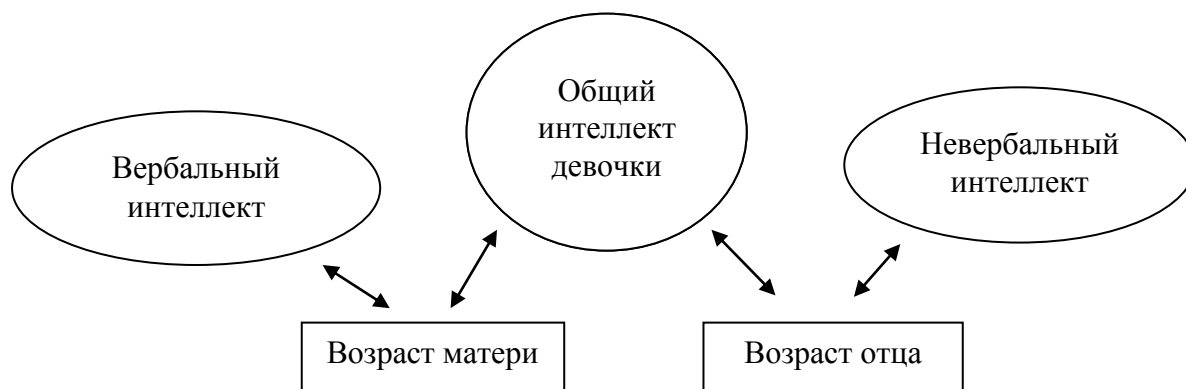 Общий
интеллект
девочки
Вербальный
интеллект
Невербальный
интеллект
Возраст матери
Возраст отца